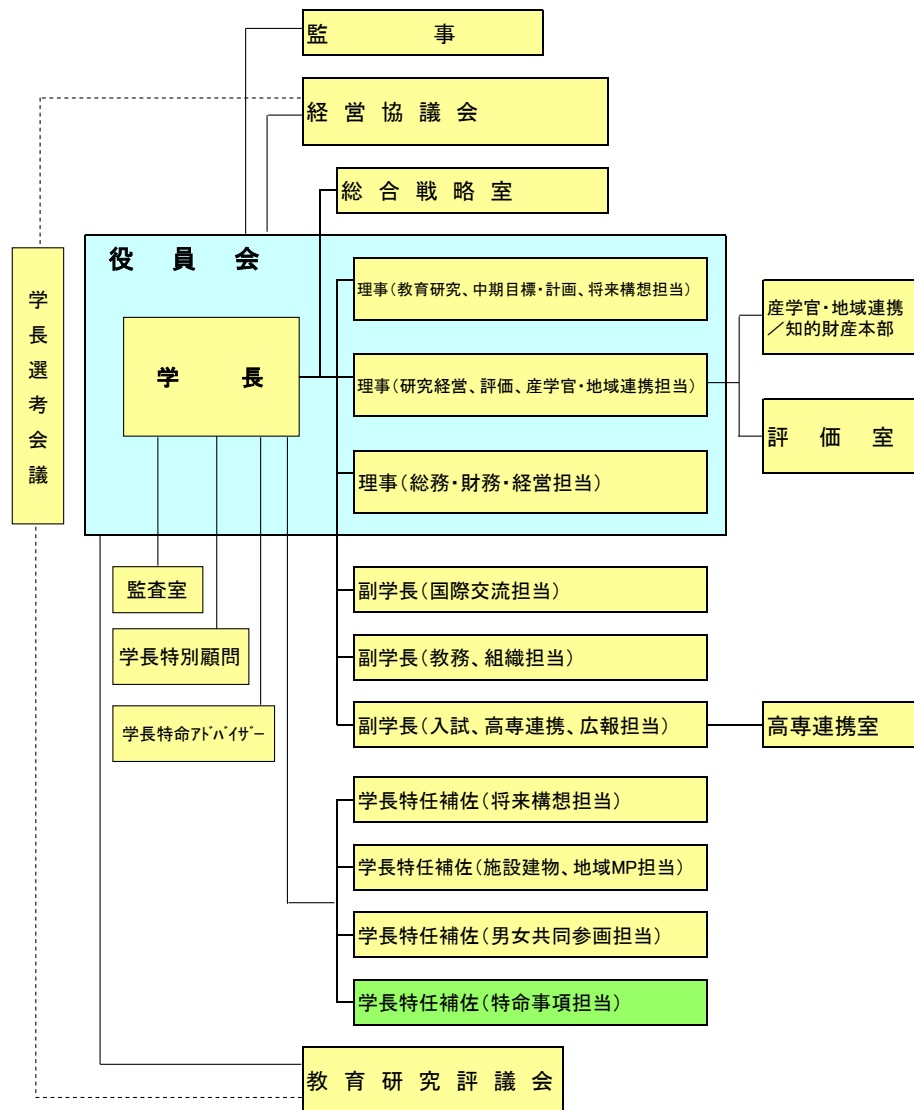 監事
経営協議会
総合戦略室
役員会
学長選考会議
学長
理事(教育研究、中期目標・計画、将来構想担当)
理事(研究経営、評価、産学官・地域連携担当)
理事(総務・財務・経営担当)
産学官・地域連携
／知的財産本部
評価室
監査室
学長特別顧問
学長特命ｱﾄﾞﾊﾞｲｻﾞｰ
副学長(国際交流担当)
副学長(教務、組織担当)
副学長(入試、高専連携、広報担当)
高専連携室
学長特任補佐(将来構想担当)
学長特任補佐(施設建物、地域MP担当)
学長特任補佐(男女共同参画担当)
学長特任補佐(特命事項担当)
教育研究評議会